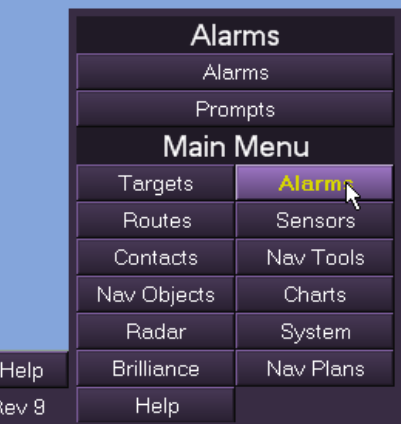 Alarms
Alarms
Prompts
Main Menu
Targets Alarms
Routes Sensors
Contacts Nav Tools
Nav Objects Charts
Radar System
Brilliance Nav Plans
Help
Help
Rev 9